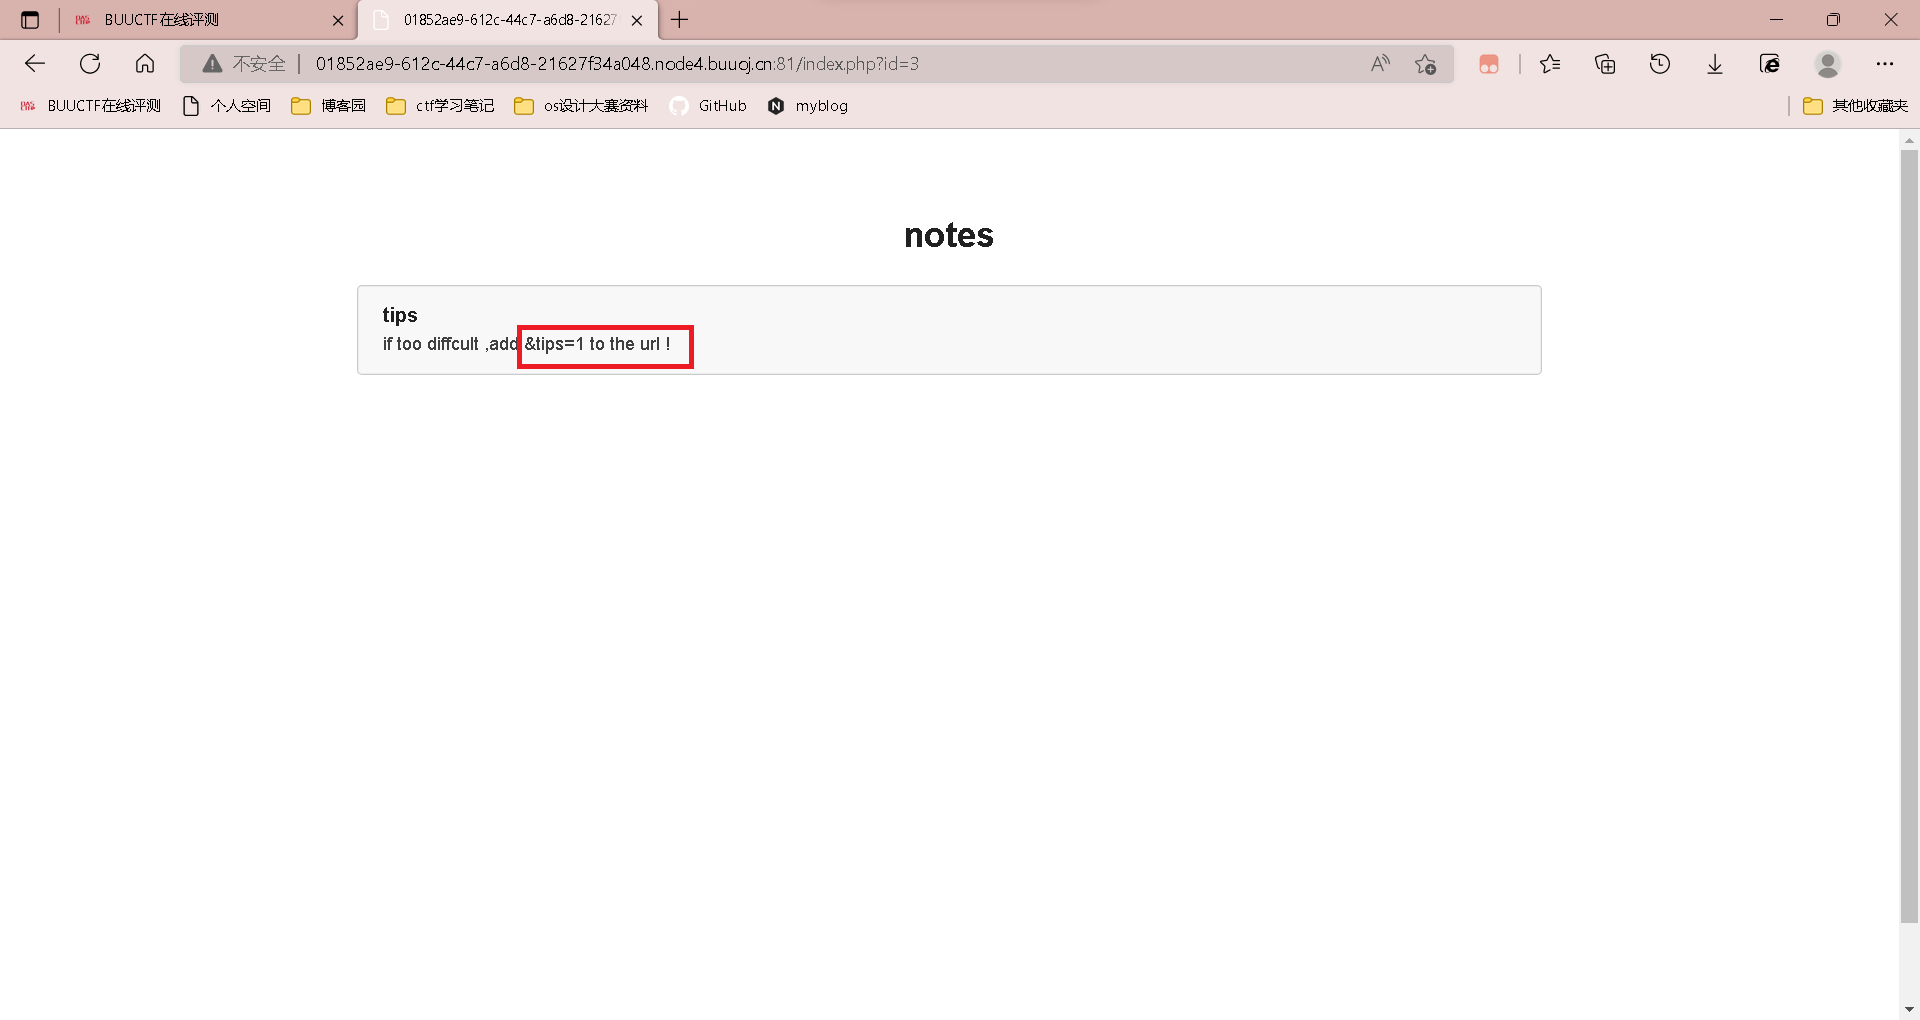 BUUCTF在线评测
01852ae9-612c-44c7-a6d8-21627
不安全
01852ae9-612c-44c7-a6d8-21627f34a048.node4.buuoj.cn:81/index.php?id=3
BUUCTF在线评测 个人空间 博客园 ctf学习笔记 os设计大赛资料 GitHub myblog 其他收藏夹
notes
tips
if too diffcult ,add &tips=1 to the url !